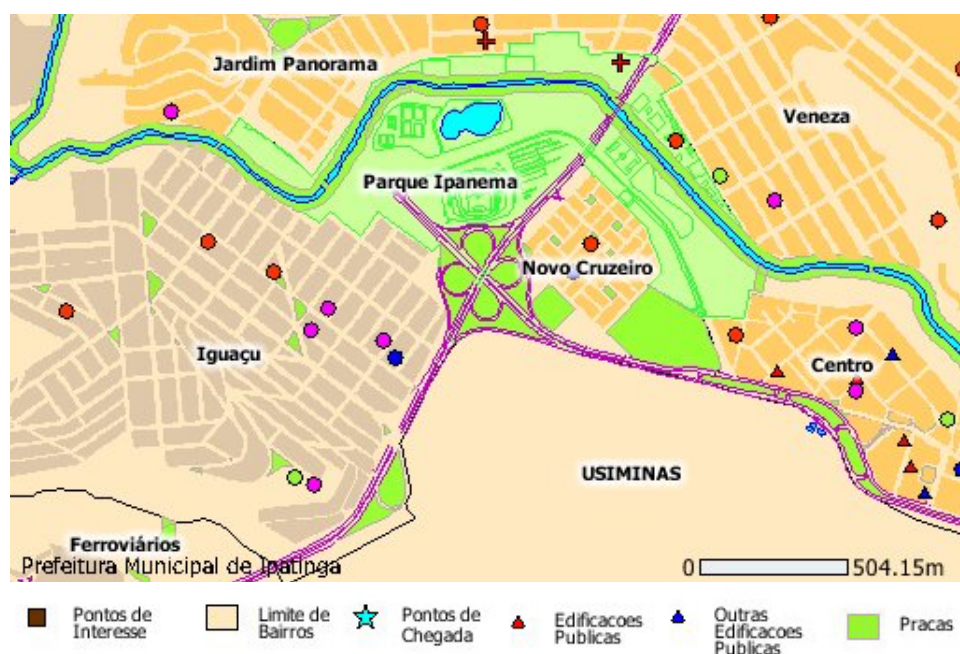 Jardim Panorama
Veneza
Parque Ipanema
Novo Cruzeiro
Iguaçu
Centro
USIMINAS
Ferroviários
Prefeitura Municipal de Ipatinga
0 504.15m
Pontos de
Interesse
Limite de
Bairros
Pontos de
Chegada
Edificacoes
Publicas
Outras
Edificacoes
Publicas
Pracas